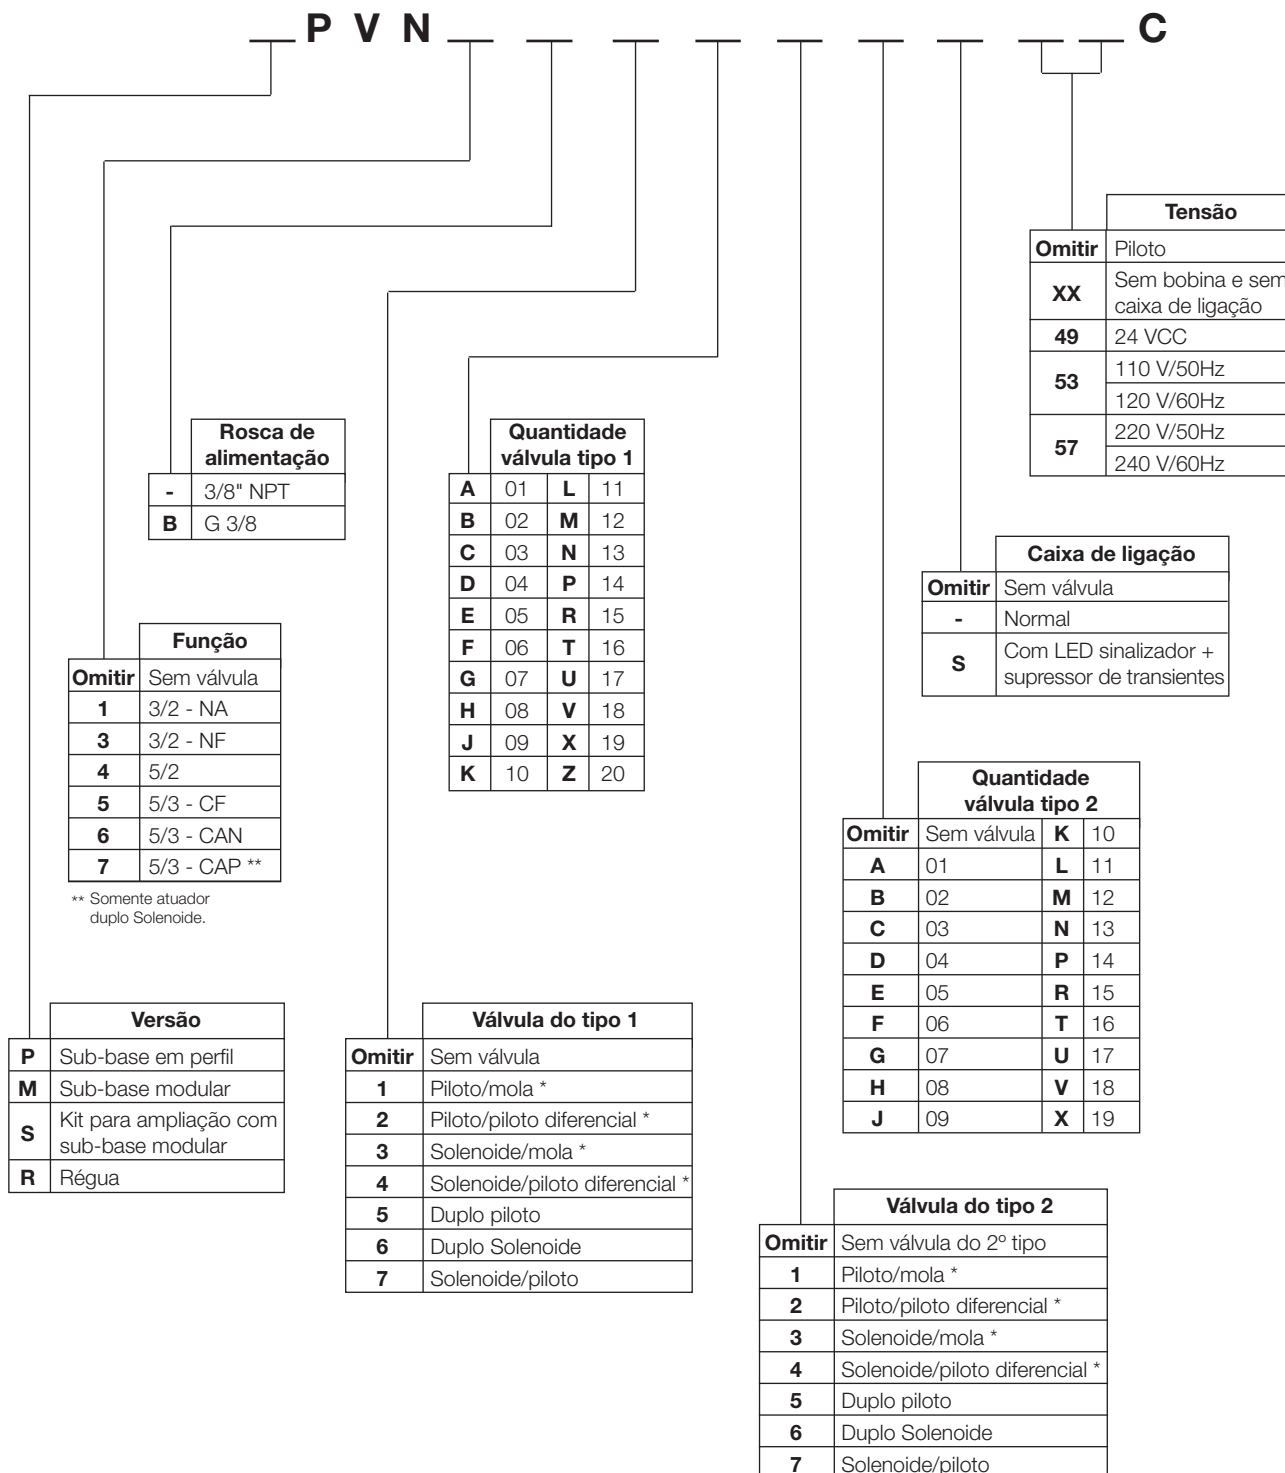 __ P V N __ __ __ __ __ __ __ __ __ C
Tensão
Omitir Piloto
XX Sem bobina e sem
caixa de ligação
49 24 VCC
53 110 V/50Hz
120 V/60Hz
57 220 V/50Hz
240 V/60Hz
Rosca de
alimentação
- 3/8" NPT
B G 3/8
Quantidade
válvula tipo 1
A 01 L 11
B 02 M 12
C 03 N 13
D 04 P 14
E 05 R 15
F 06 T 16
G 07 U 17
H 08 V 18
J 09 X 19
K 10 Z 20
Caixa de ligação
Omitir Sem válvula
- Normal
S Com LED sinalizador +
supressor de transientes
Função
Omitir Sem válvula
1 3/2 - NA
3 3/2 - NF
4 5/2
5 5/3 - CF
6 5/3 - CAN
7 5/3 - CAP **
** Somente atuador
duplo Solenoide.
Quantidade
válvula tipo 2
Omitir Sem válvula K 10
A 01 L 11
B 02 M 12
C 03 N 13
D 04 P 14
E 05 R 15
F 06 T 16
G 07 U 17
H 08 V 18
J 09 X 19
Versão
P Sub-base em perfil
M Sub-base modular
S Kit para ampliação com
sub-base modular
R Régua
Válvula do tipo 1
Omitir Sem válvula
1 Piloto/mola *
2 Piloto/piloto diferencial *
3 Solenoide/mola *
4 Solenoide/piloto diferencial *
5 Duplo piloto
6 Duplo Solenoide
7 Solenoide/piloto
Válvula do tipo 2
Omitir Sem válvula do 2º tipo
1 Piloto/mola *
2 Piloto/piloto diferencial *
3 Solenoide/mola *
4 Solenoide/piloto diferencial *
5 Duplo piloto
6 Duplo Solenoide
7 Solenoide/piloto